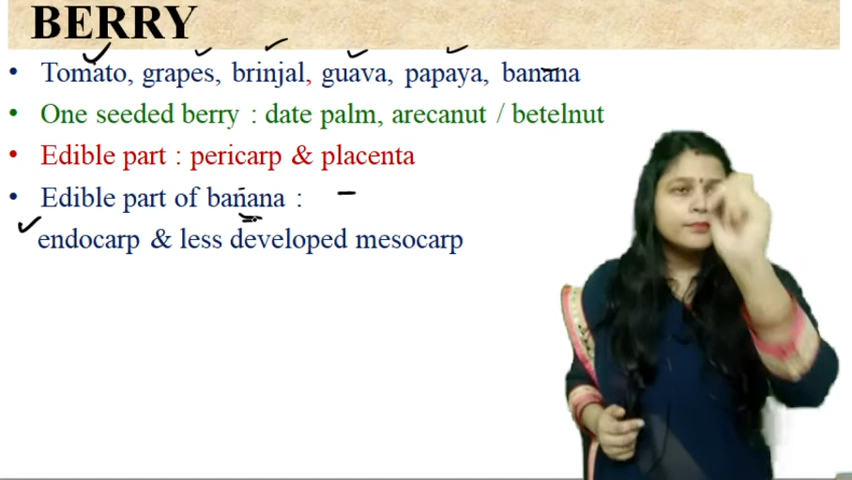 BERRY
• Tomato, grapes, brinjal, guava, papaya, banana
• One seeded berry : date palm, arecanut / betelnut
• Edible part : pericarp & placenta
• Edible part of banana :
endocarp & less developed mesocarp